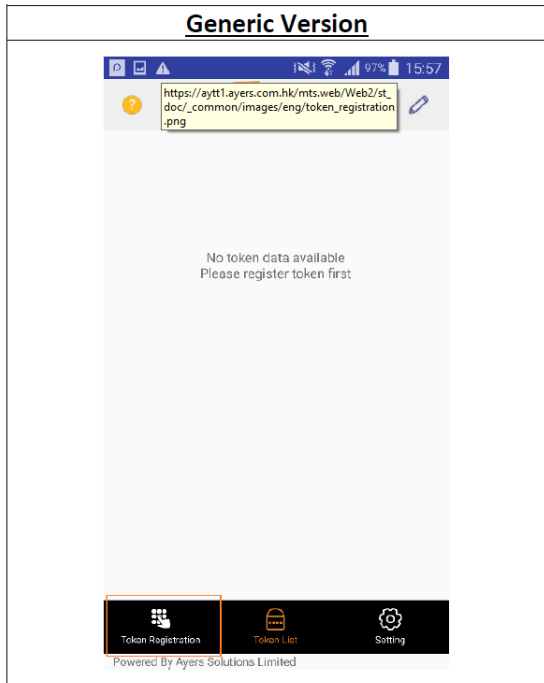 Generic Version
97% 15:57
https://aytt1.ayers.com.hk/mts.web/Web2/st_
doc/_common/images/eng/token_registration
.png
No token data available
Please register token first
Token Registration
Token List
Setting
Powered By Ayers Solutions Limited